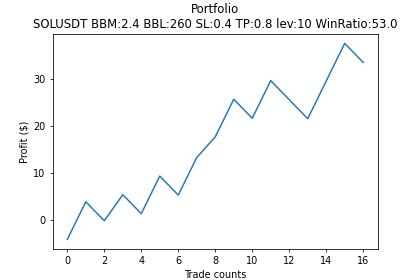 Portfolio
SOLUSDT BBM:2.4 BBL:260 SL:0.4 TP:0.8 lev:10 WinRatio:53.0
Profit ($)
30
20
10
0
0 2 4 6 8 10 12 14 16
Trade counts